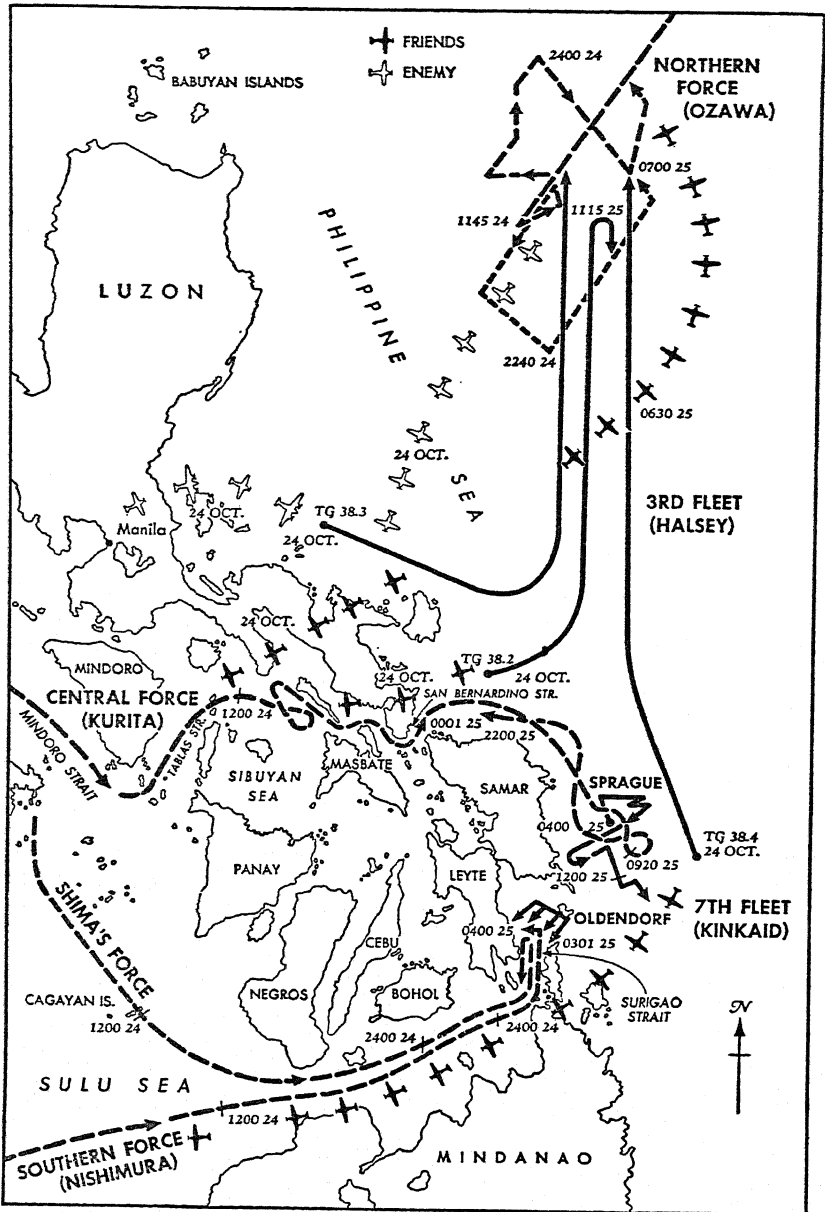 FRIENDS
ENEMY
BABUYAN ISLANDS
2400 24
NORTHERN
FORCE
(OZAWA)
0700 25
1145 24
1115 25
PHILIPPINE
SEA
LUZON
2240 24
0630 25
24 OCT.
24 OCT.
Manila
TG 38.3
24 OCT.
3RD FLEET
(HALSEY)
24 OCT.
MINDORO
24 OCT.
TG 38.2
24 OCT.
SAN BERNARDINO STR.
CENTRAL FORCE
(KURITA)
1200 24
0001 25
2200 25
MINDORO STRAIT
TABLAS STR.
SIBUYAN
SEA
MASBATE
SAMAR
SPRAGUE
0400 25
0920 25
1200 25
TG 38.4
24 OCT.
PANAY
LEYTE
7TH FLEET
(KINKAID)
OLDENDORF
0400 25
0301 25
SHIMA'S FORCE
CEBU
NEGROS
BOHOL
SURIGAO
STRAIT
CAGAYAN IS.
1200 24
2400 24
2400 24
N
SULU SEA
1200 24
SOUTHERN FORCE
(NISHIMURA)
MINDANAO